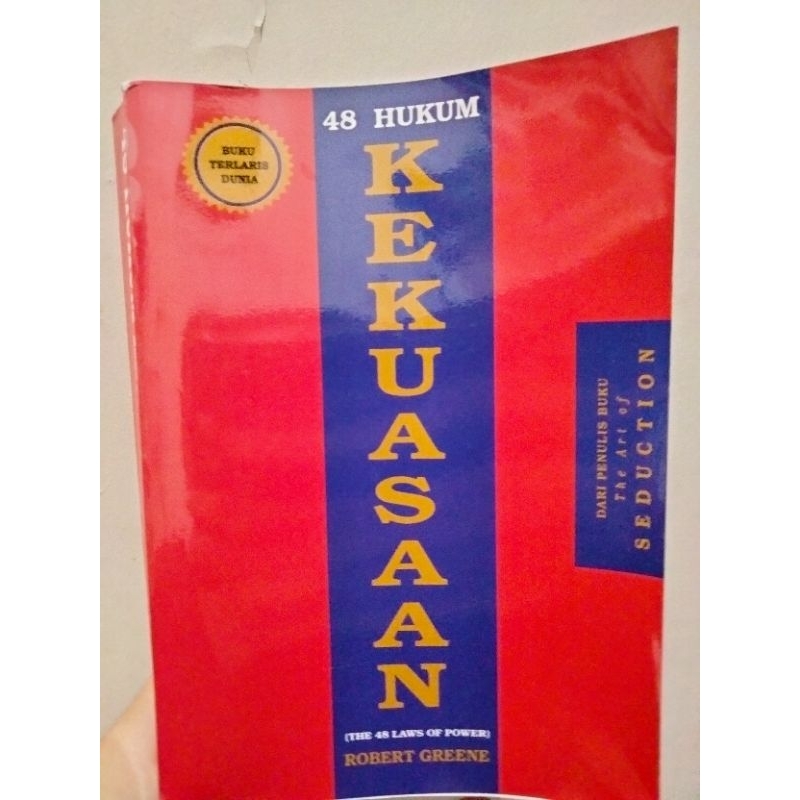 48 HUKUM
KEKUASAAN
(THE 48 LAWS OF POWER)
ROBERT GREENE
BUKU
TERLARIS
DUNIA
DARI PENULIS BUKU
The Art of
SEDUCTION